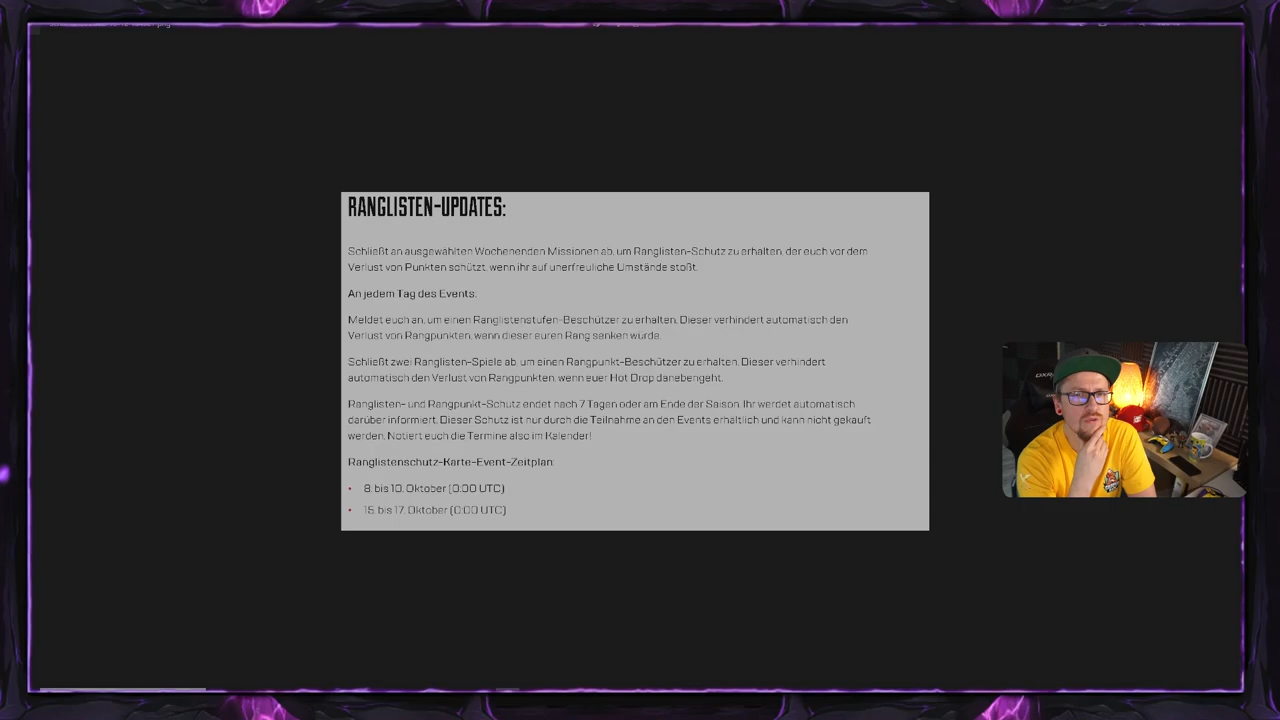 RANGLISTEN-UPDATES:
Schließt an ausgewählten Wochenenden Missionen ab, um Ranglisten-Schutz zu erhalten, der euch vor dem
Verlust von Punkten schützt, wenn ihr auf unerfreuliche Umstände stoßt.
An jedem Tag des Events:
Meldet euch an, um einen Ranglistenstufen-Beschützer zu erhalten. Dieser verhindert automatisch den
Verlust von Rangpunkten, wenn dieser euren Rang senken würde.
Schließt zwei Ranglisten-Spiele ab, um einen Rangpunkt-Beschützer zu erhalten. Dieser verhindert
automatisch den Verlust von Rangpunkten, wenn euer Hot Drop danebengeht.
Ranglisten- und Rangpunkt-Schutz endet nach 7 Tagen oder am Ende der Saison. Ihr werdet automatisch
darüber informiert. Dieser Schutz ist nur durch die Teilnahme an den Events erhältlich und kann nicht gekauft
werden. Notiert euch die Termine also im Kalender!
Ranglistenschutz-Karte-Event-Zeitplan:
• 8. bis 10. Oktober (0:00 UTC)
• 15. bis 17. Oktober (0:00 UTC)